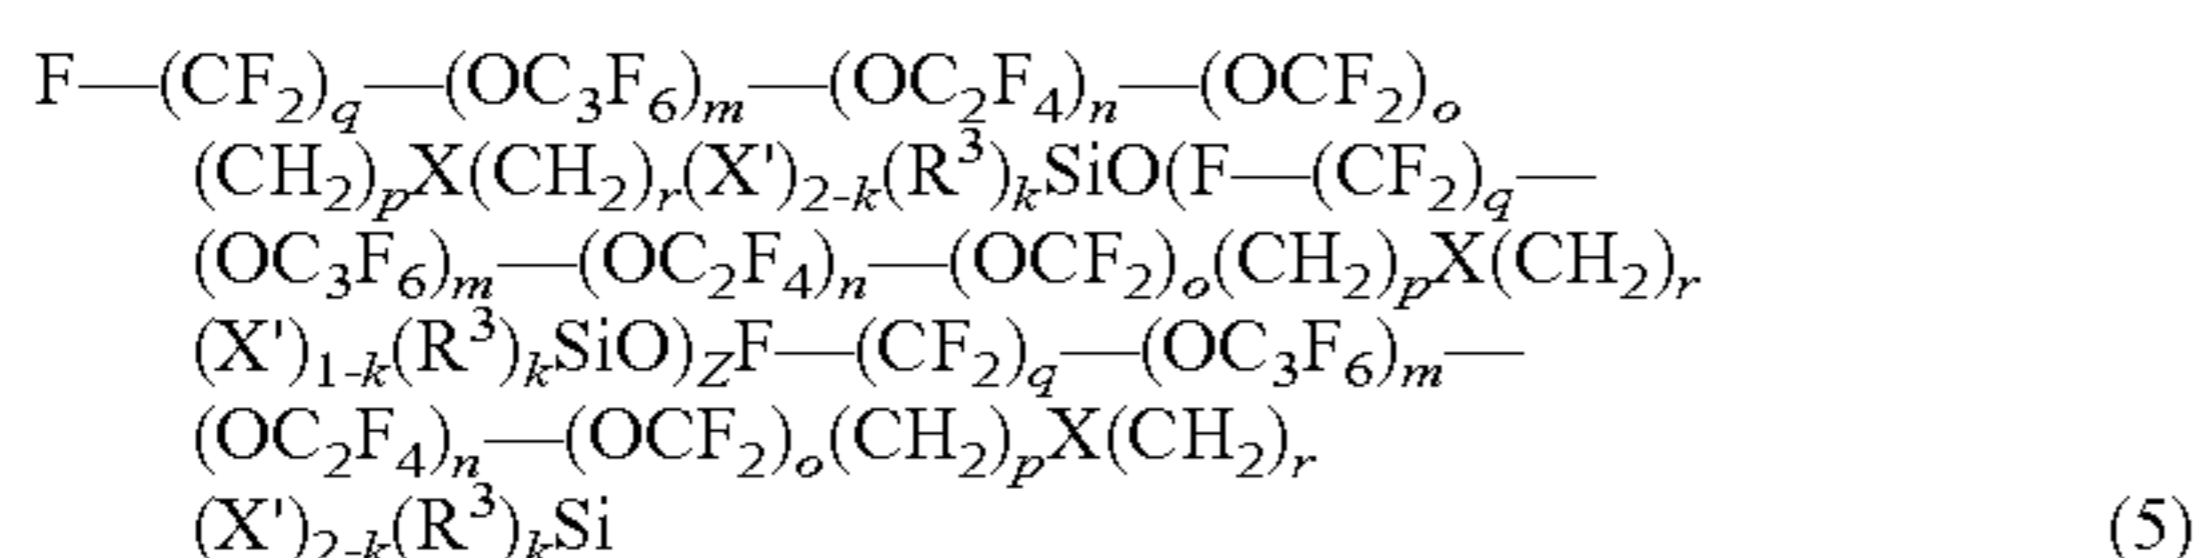 F—(CF₂)q—(OC₃F₆)m—(OC₂F₄)n—(OCF₂)o
(CH₂)pX(CH₂)r(X')₂₋k(R³)kSiO(F—(CF₂)q—
(OC₃F₆)m—(OC₂F₄)n—(OCF₂)o(CH₂)pX(CH₂)r
(X')₁₋k(R³)kSiO)ZF—(CF₂)q—(OC₃F₆)m—
(OC₂F₄)n—(OCF₂)o(CH₂)pX(CH₂)r
(X')₂₋k(R³)kSi (5)